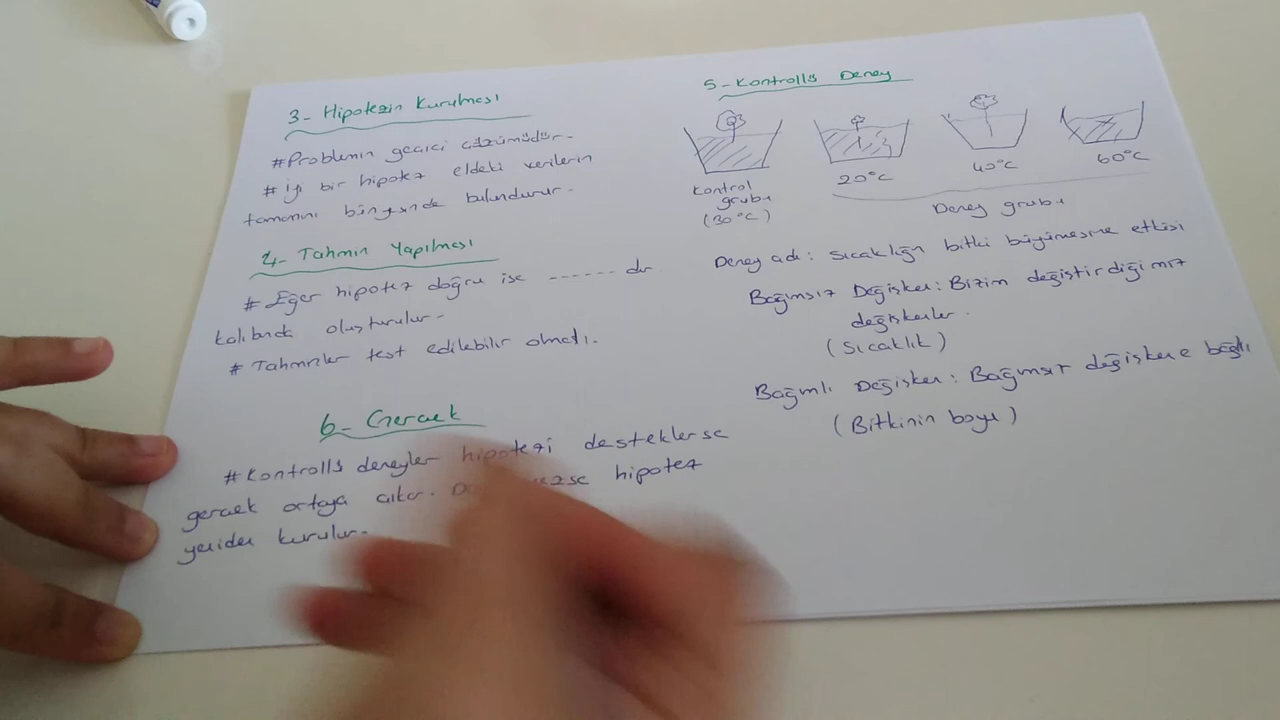 3- Hipotezin Kurulması
#Problemin geçici çözümüdür.
# İyi bir hipotez eldeki verilerin
tamamını bünyesinde bulundurur.
4- Tahmin Yapılması
# Eğer hipotez doğru ise ------ dır
kalıbında oluşturulur.
# Tahminler test edilebilir olmalı.
6- Gerçek
#Kontrollü deneyler hipotezi desteklerse
gerçek ortaya çıkar. hipotez
yeniden kurulur.
5- Kontrollü Deney
Kontrol
grubu
(30°C)
20°C
40°C
60°C
Deney grubu
Deney adı: Sıcaklığın bitki büyümesine etkisi
Bağımsız Değişken: Bizim değiştirdiğimiz
değişkenler.
(Sıcaklık)
Bağımlı Değişken: Bağımsız değişkene bağlı
(Bitkinin boyu)